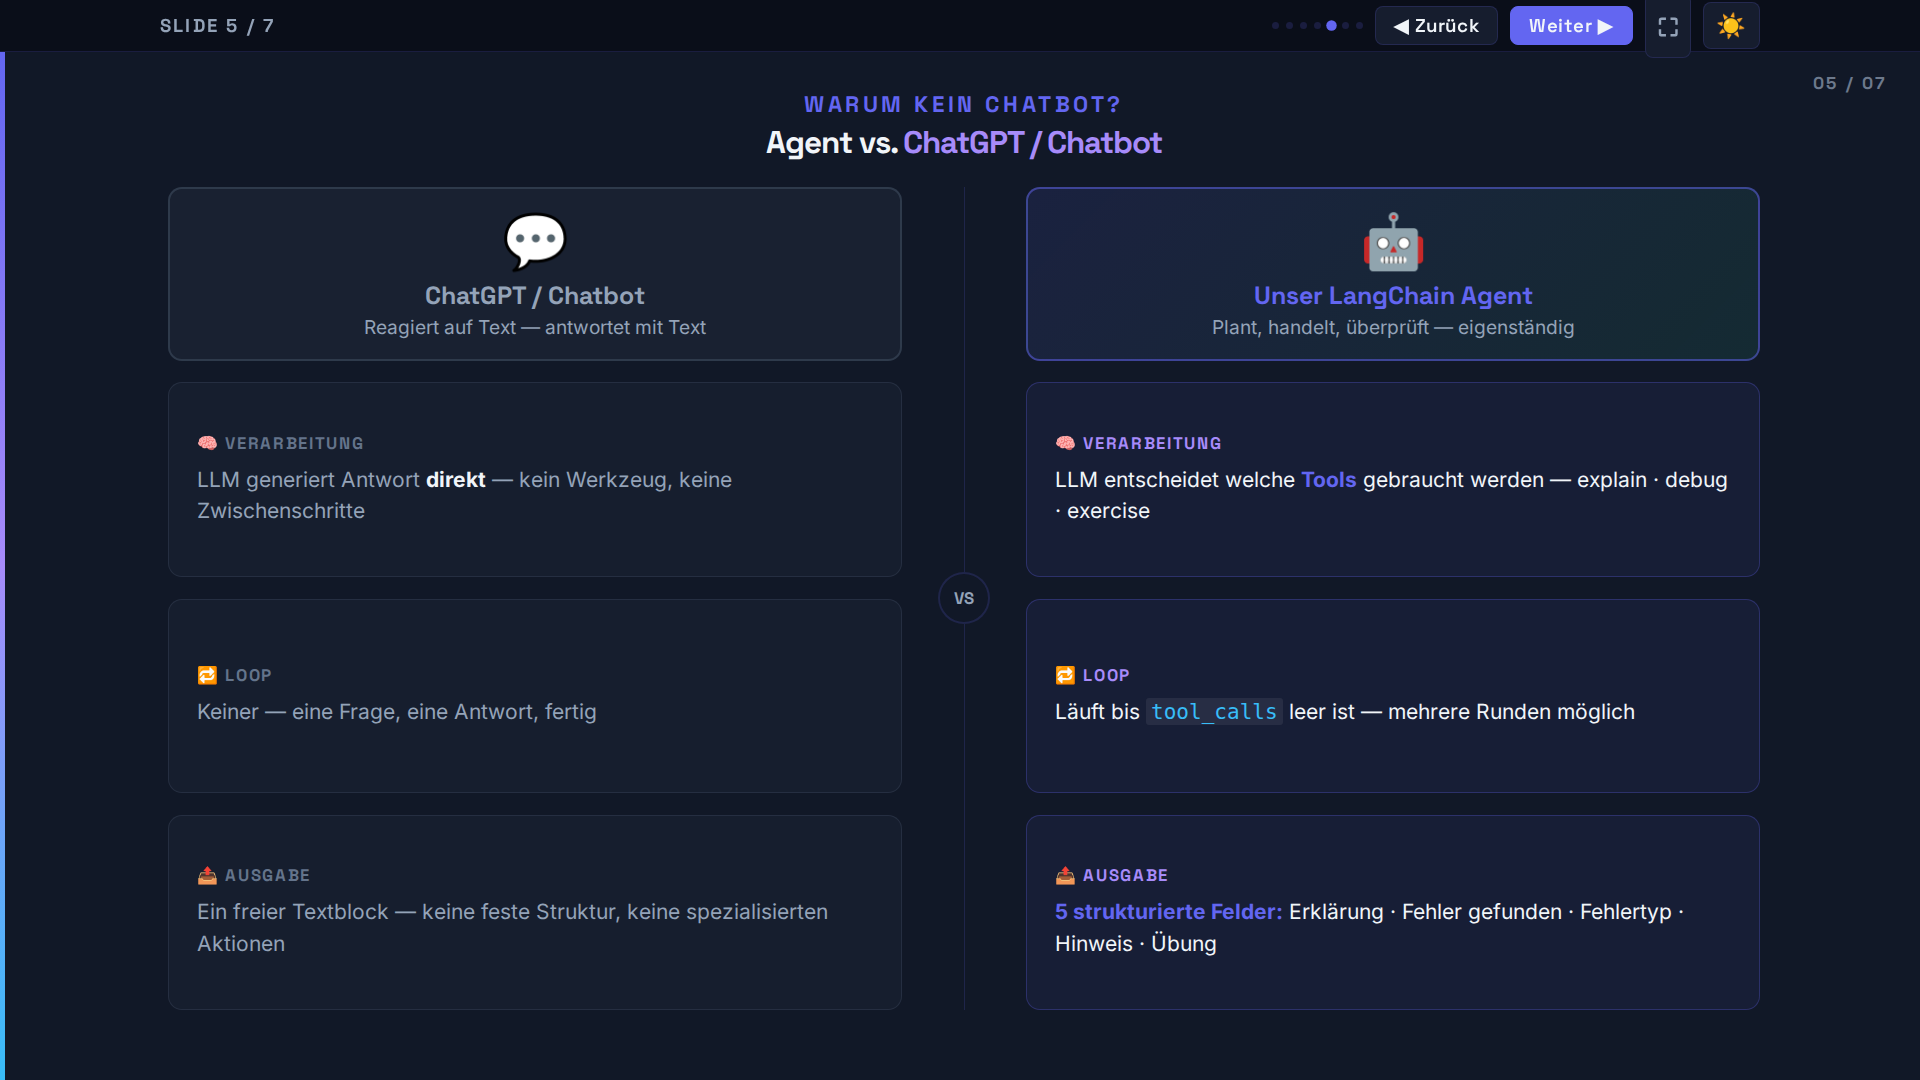 SLIDE 5 / 7
◀ Zurück
Weiter ▶
05 / 07
WARUM KEIN CHATBOT?
Agent vs. ChatGPT / Chatbot
ChatGPT / Chatbot
Reagiert auf Text — antwortet mit Text
🧠 VERARBEITUNG
LLM generiert Antwort direkt — kein Werkzeug, keine
Zwischenschritte
🔁 LOOP
Keiner — eine Frage, eine Antwort, fertig
📤 AUSGABE
Ein freier Textblock — keine feste Struktur, keine spezialisierten
Aktionen
VS
Unser LangChain Agent
Plant, handelt, überprüft — eigenständig
🧠 VERARBEITUNG
LLM entscheidet welche Tools gebraucht werden — explain · debug
· exercise
🔁 LOOP
Läuft bis tool_calls leer ist — mehrere Runden möglich
📤 AUSGABE
5 strukturierte Felder: Erklärung · Fehler gefunden · Fehlertyp ·
Hinweis · Übung